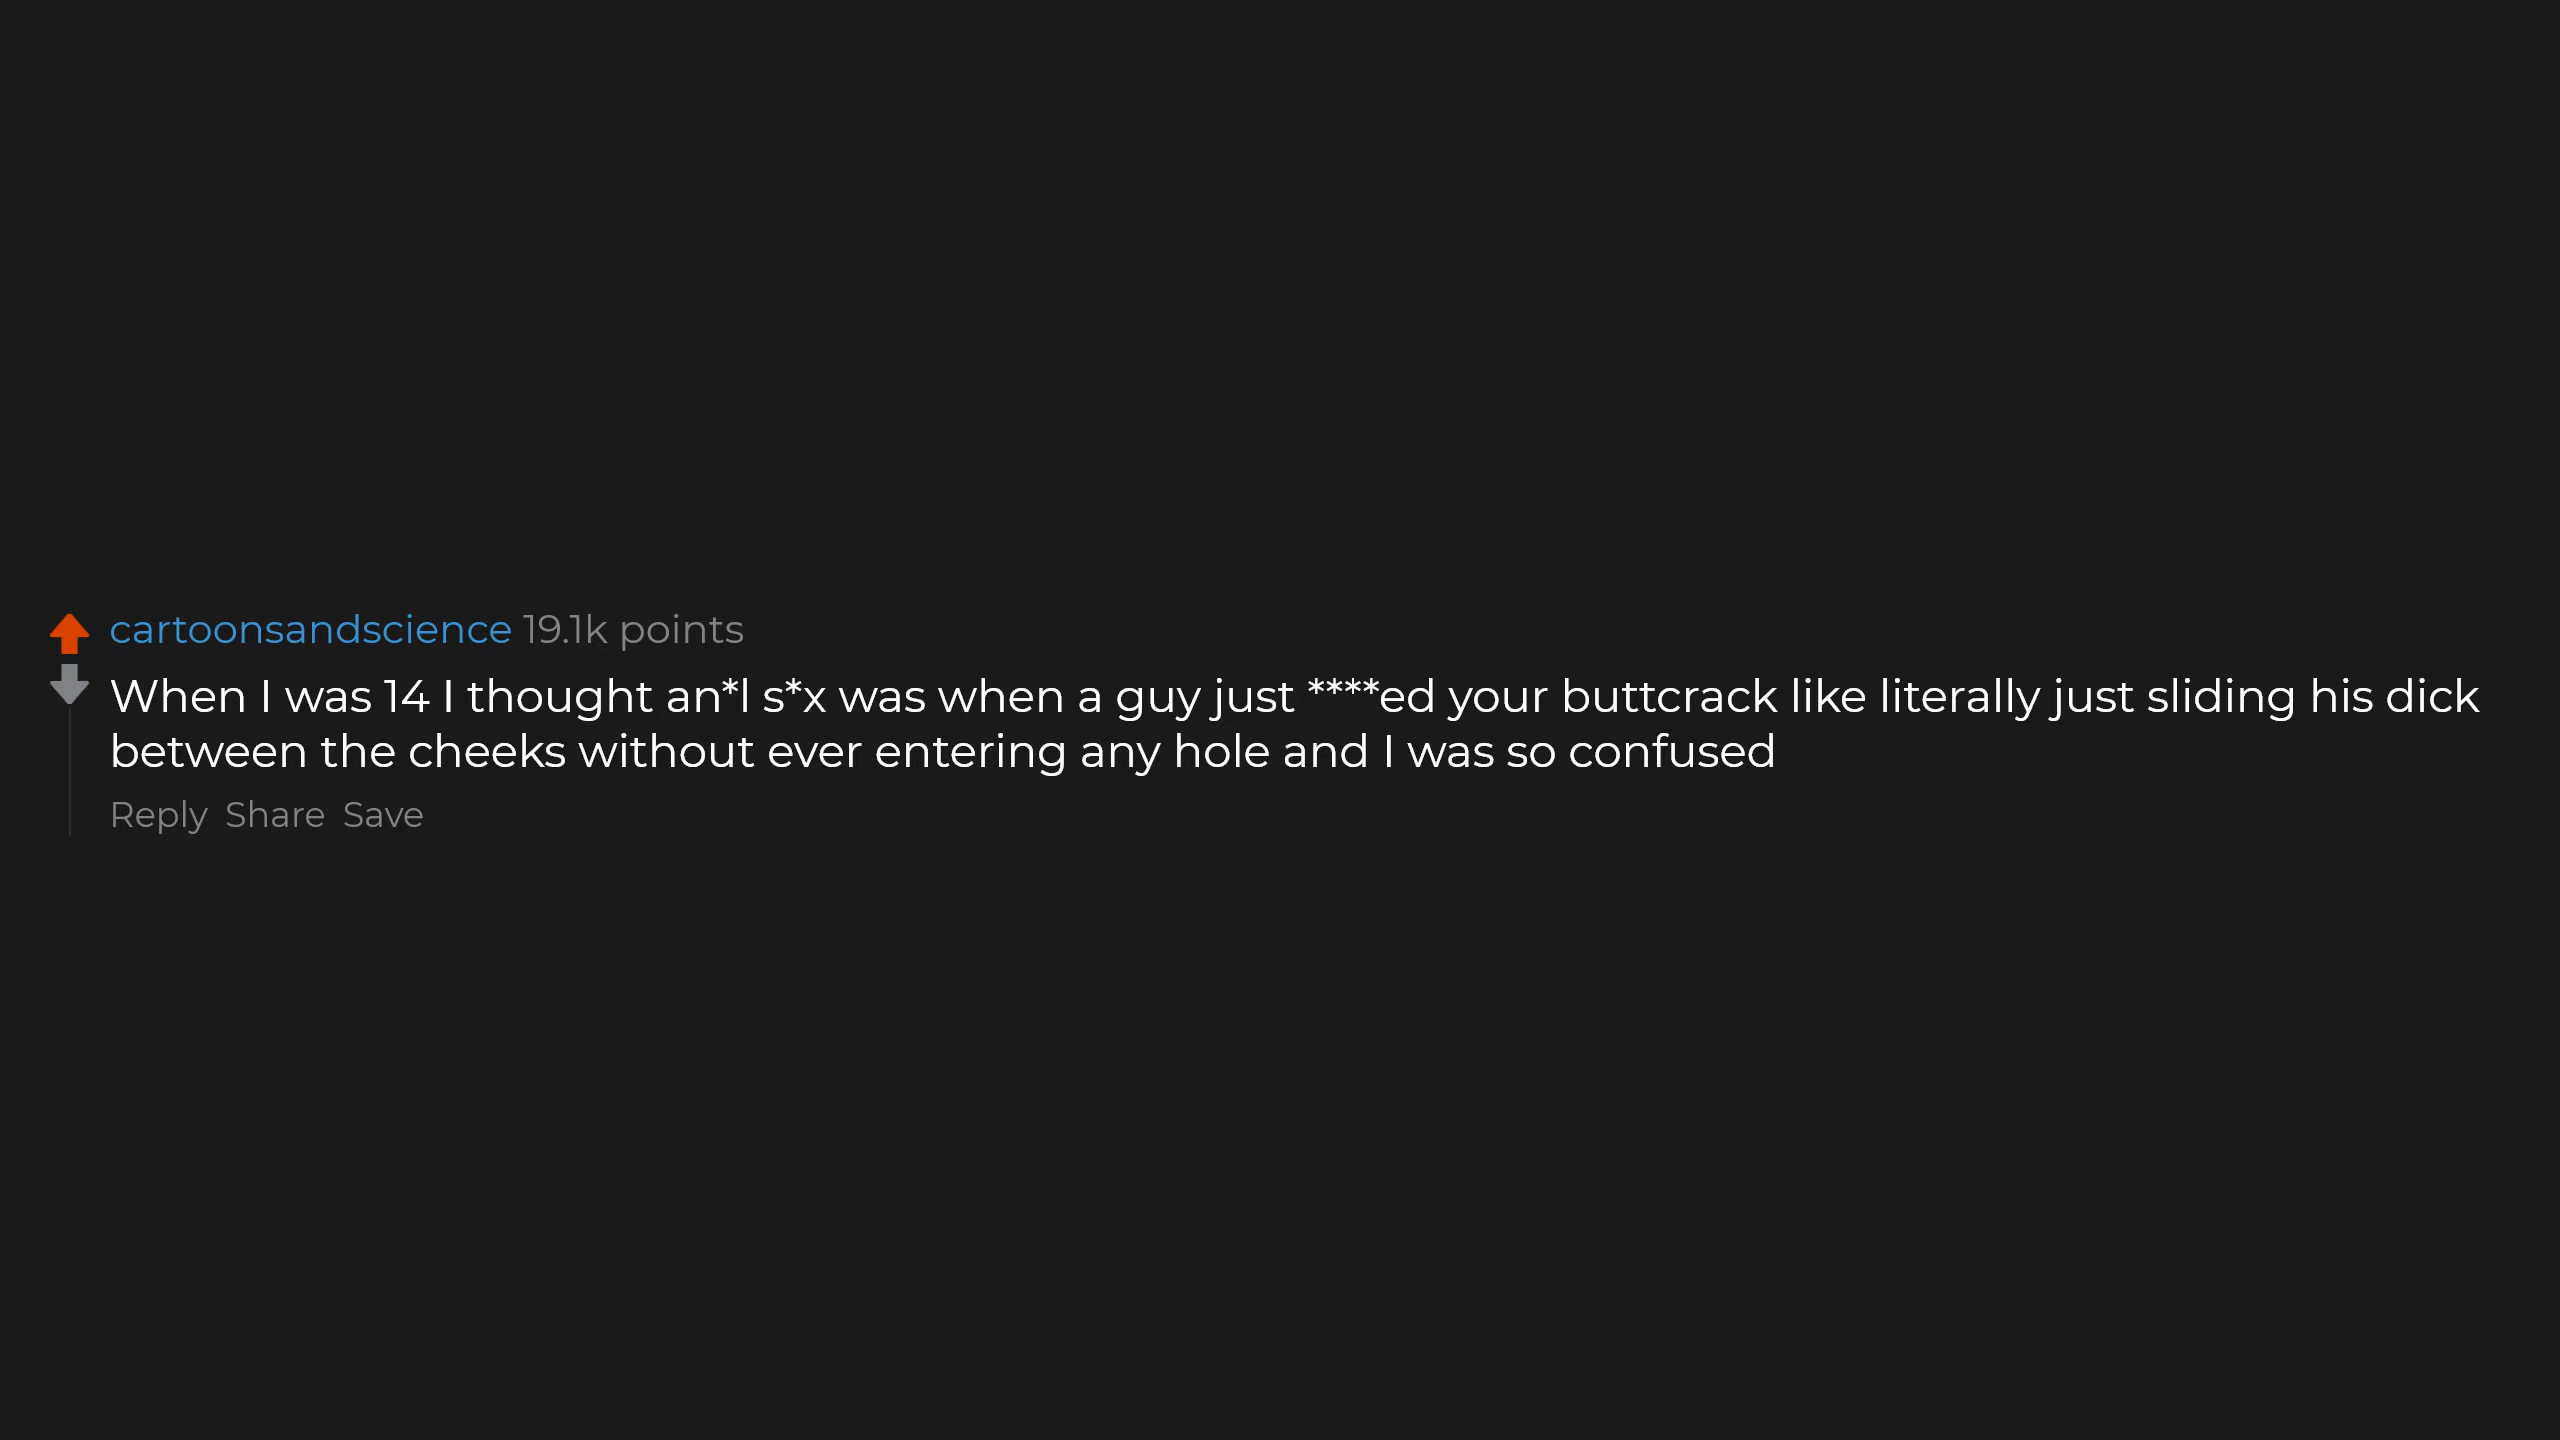 cartoonsandscience 19.1k points
When I was 14 I thought an*l s*x was when a guy just ****ed your buttcrack like literally just sliding his dick
between the cheeks without ever entering any hole and I was so confused
Reply Share Save